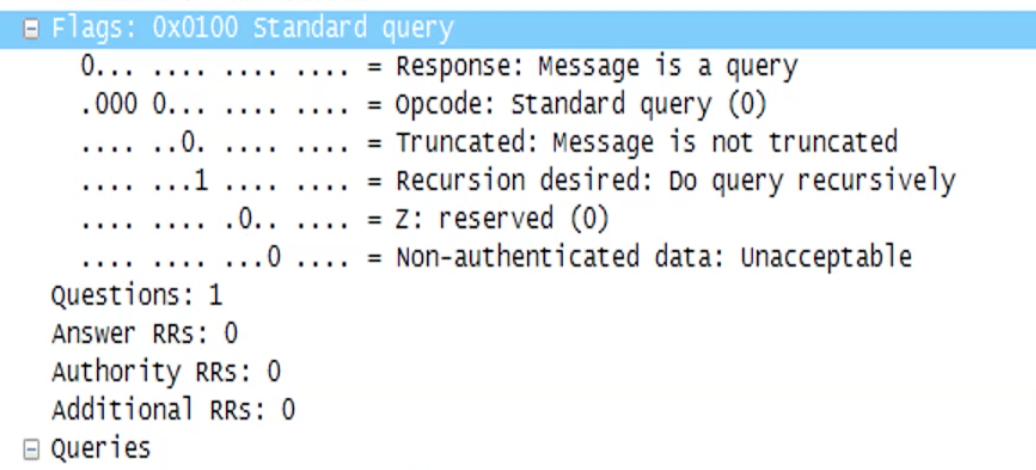 Flags: 0x0100 Standard query
0... .... .... .... = Response: Message is a query
.000 0... .... .... = Opcode: Standard query (0)
.... ..0. .... .... = Truncated: Message is not truncated
.... ...1 .... .... = Recursion desired: Do query recursively
.... .... .0.. .... = Z: reserved (0)
.... .... ...0 .... = Non-authenticated data: Unacceptable
Questions: 1
Answer RRs: 0
Authority RRs: 0
Additional RRs: 0
Queries